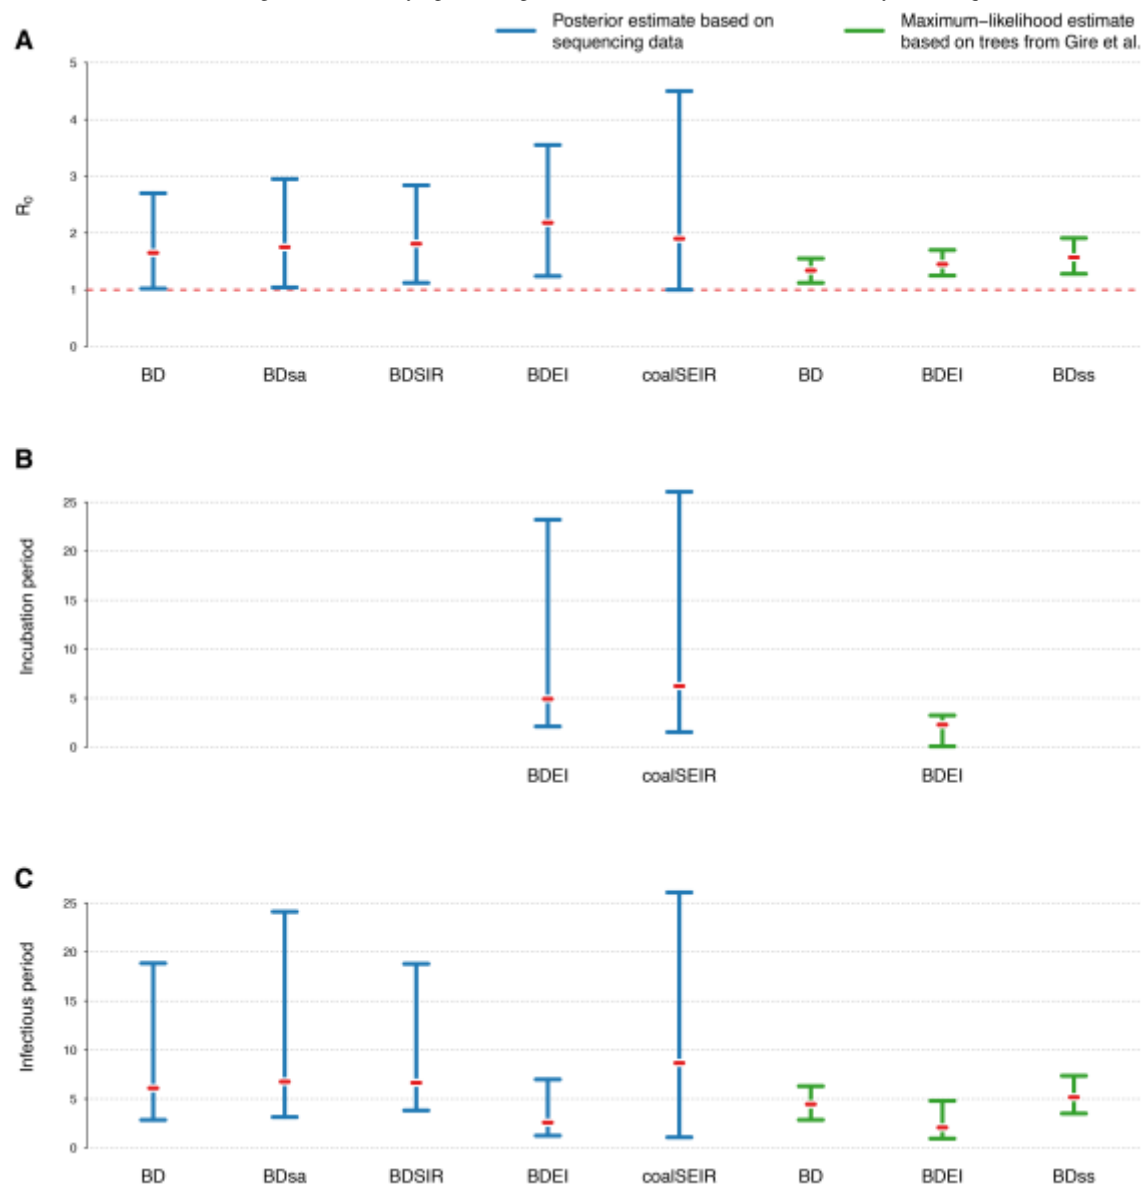 Posterior estimate based on
sequencing data
Maximum−likelihood estimate
based on trees from Gire et al.
A
5
4
3
2
1
0
R0
BD BDsa BDSIR BDEI coalSEIR BD BDEI BDss
B
25
20
15
10
5
0
Incubation period
BDEI coalSEIR BDEI
C
25
20
15
10
5
0
Infectious period
BD BDsa BDSIR BDEI coalSEIR BD BDEI BDss